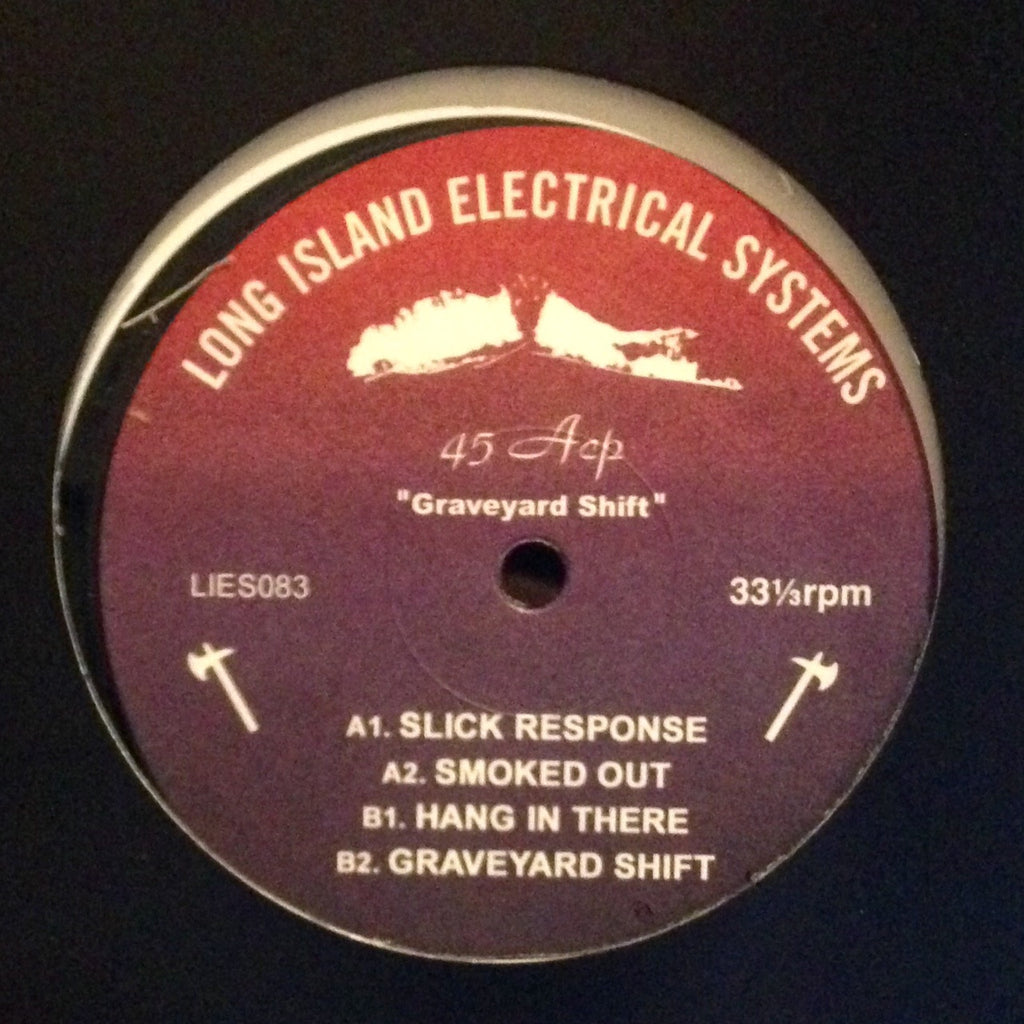 LONG ISLAND ELECTRICAL SYSTEMS
45 Acp
"Graveyard Shift"
LIES083
33⅓rpm
A1. SLICK RESPONSE
A2. SMOKED OUT
B1. HANG IN THERE
B2. GRAVEYARD SHIFT